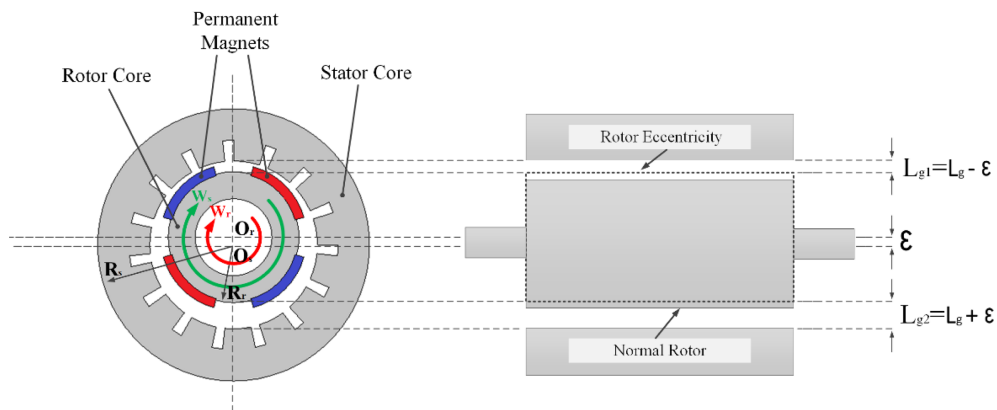 Permanent
Magnets
Rotor Core
Stator Core
Rotor Eccentricity
Lg1=Lg - ε
Ws
Wr
Or
Os
ε
Rs
Rr
Lg2=Lg + ε
Normal Rotor